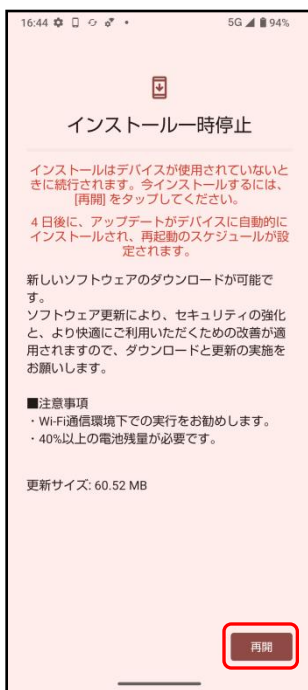 16:44 5G 94%
インストール一時停止
インストールはデバイスが使用されていないと
きに続行されます。今インストールするには、
[再開] をタップしてください。
4 日後に、アップデートがデバイスに自動的に
インストールされ、再起動のスケジュールが設
定されます。
新しいソフトウェアのダウンロードが可能で
す。
ソフトウェア更新により、セキュリティの強化
と、より快適にご利用いただくための改善が適
用されますので、ダウンロードと更新の実施を
お願いします。
■注意事項
・Wi-Fi通信環境下での実行をお勧めします。
・40%以上の電池残量が必要です。
更新サイズ: 60.52 MB
再開